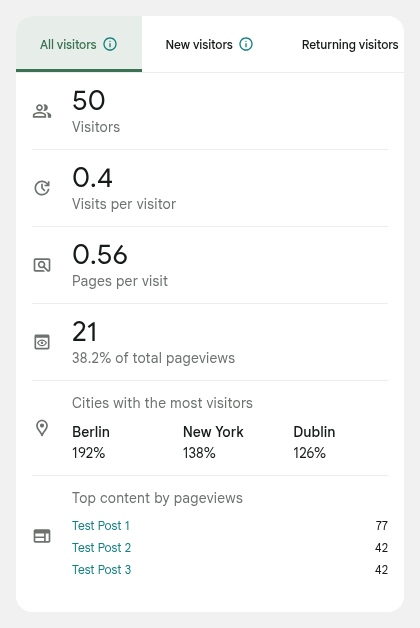 All visitors New visitors Returning visitors
50
Visitors
0.4
Visits per visitor
0.56
Pages per visit
21
38.2% of total pageviews
Cities with the most visitors
Berlin New York Dublin
192% 138% 126%
Top content by pageviews
Test Post 1 77
Test Post 2 42
Test Post 3 42